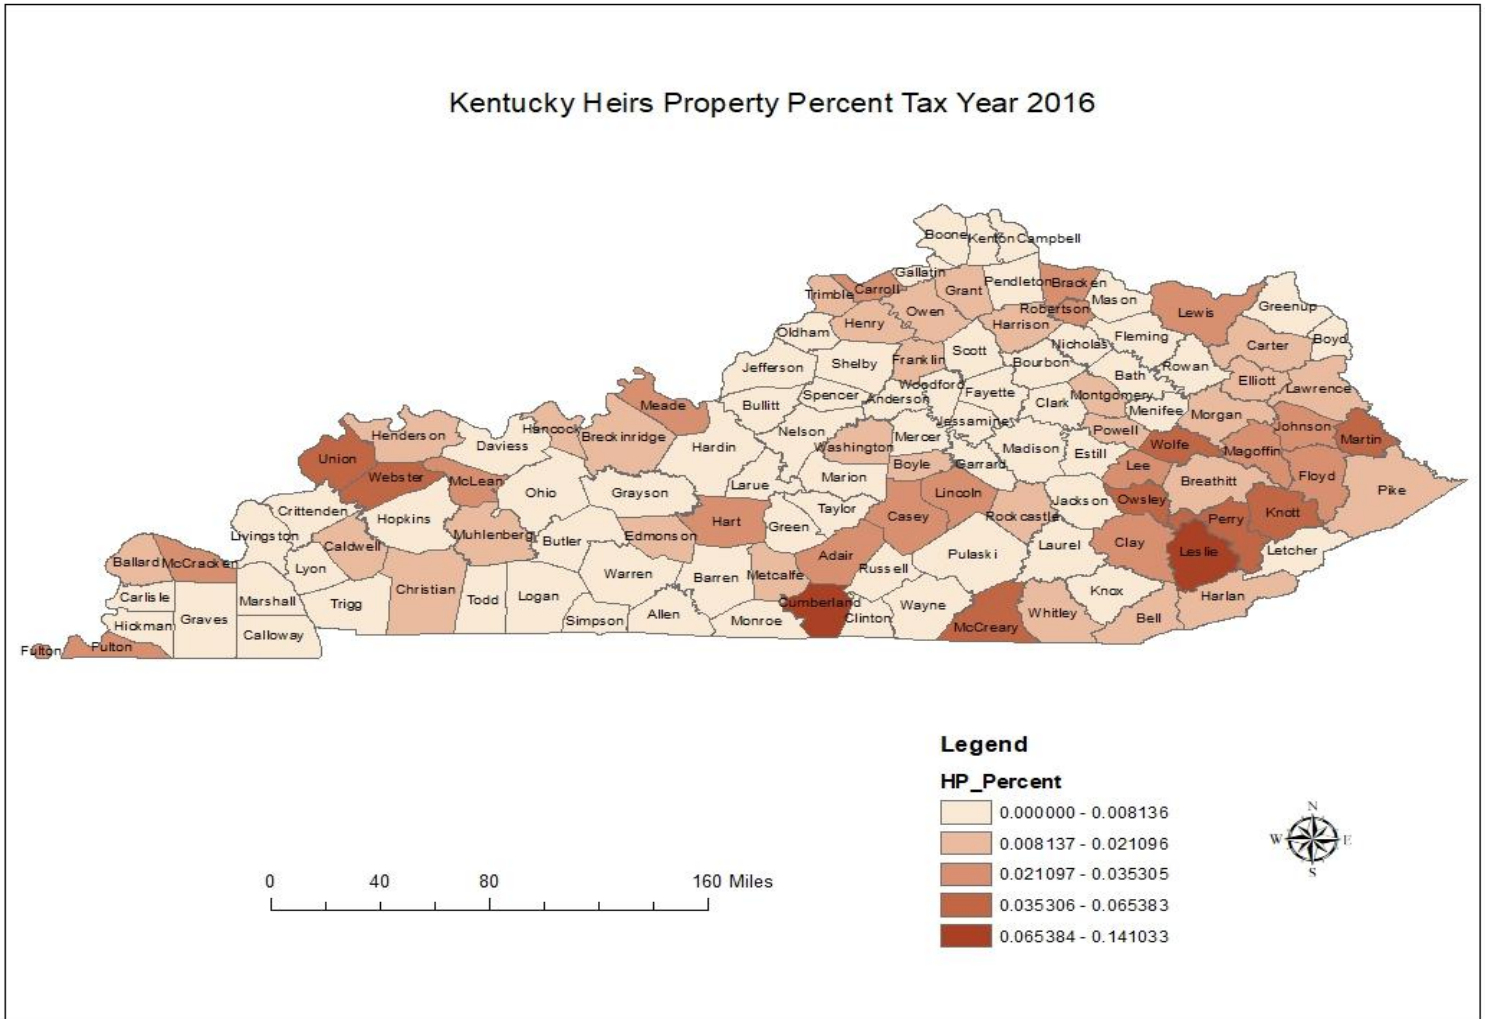 Kentucky Heirs Property Percent Tax Year 2016
Boone
Kenton
Campbell
Gallatin
Pendleton
Bracken
Trimble
Carroll
Grant
Mason
Owen
Robertson
Lewis
Greenup
Henry
Harrison
Oldham
Fleming
Boyd
Nicholas
Carter
Scott
Franklin
Shelby
Bourbon
Rowan
Jefferson
Bath
Elliott
Lawrence
Woodford
Fayette
Spencer
Anderson
Montgomery
Clark
Menifee
Morgan
Meade
Bullitt
Jessamine
Johnson
Hancock
Nelson
Powell
Henderson
Breckinridge
Mercer
Martin
Daviess
Hardin
Washington
Madison
Wolfe
Magoffin
Estill
Union
Boyle
Garrard
Lee
Webster
McLean
Marion
Floyd
Larue
Breathitt
Ohio
Grayson
Lincoln
Pike
Jackson
Owsley
Crittenden
Taylor
Hopkins
Hart
Casey
Rockcastle
Knott
Perry
Green
Livingston
Muhlenberg
Edmonson
Butler
Caldwell
Clay
Laurel
Leslie
Letcher
Adair
Pulaski
Ballard
McCracken
Lyon
Russell
Warren
Barren
Metcalfe
Christian
Knox
Carlisle
Marshall
Trigg
Todd
Logan
Harlan
Cumberland
Wayne
Allen
Whitley
Bell
Hickman
Graves
Simpson
Monroe
Clinton
McCreary
Calloway
Fulton
Fulton
Legend
HP_Percent
0.000000 - 0.008136
0.008137 - 0.021096
0.021097 - 0.035305
0.035306 - 0.065383
0.065384 - 0.141033
N
W
E
S
0 40 80 160 Miles